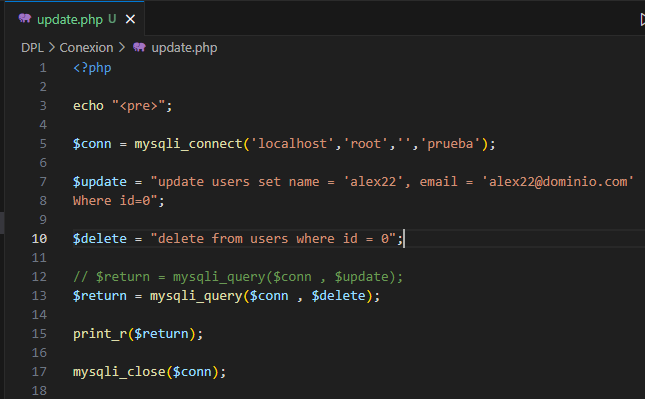 update.php U ×
DPL > Conexion > update.php
1 <?php
2
3 echo "<pre>";
4
5 $conn = mysqli_connect('localhost','root','','prueba');
6
7 $update = "update users set name = 'alex22', email = 'alex22@dominio.com'
8 Where id=0";
9
10 $delete = "delete from users where id = 0";
11
12 // $return = mysqli_query($conn , $update);
13 $return = mysqli_query($conn , $delete);
14
15 print_r($return);
16
17 mysqli_close($conn);
18